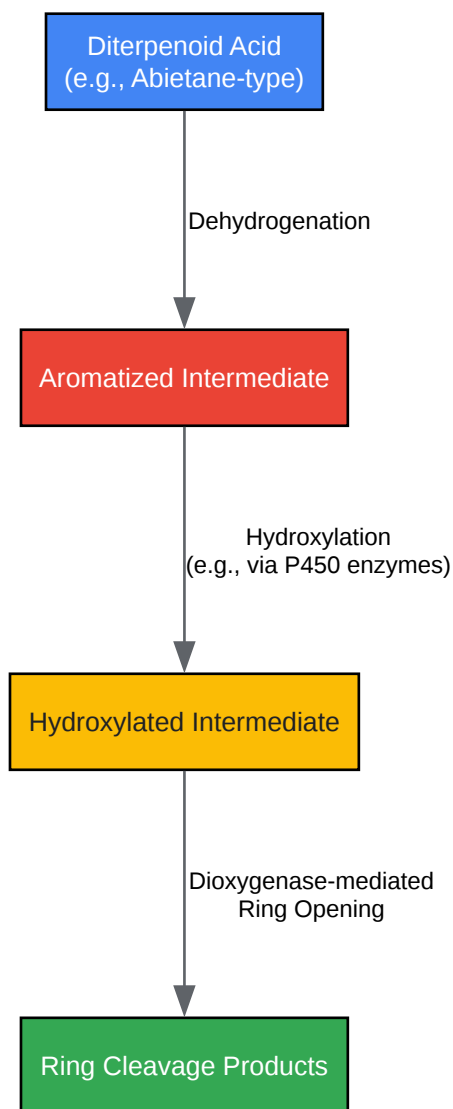 Diterpenoid Acid
(e.g., Abietane-type)
Dehydrogenation
Aromatized Intermediate
Hydroxylation
(e.g., via P450 enzymes)
Hydroxylated Intermediate
Dioxygenase-mediated
Ring Opening
Ring Cleavage Products